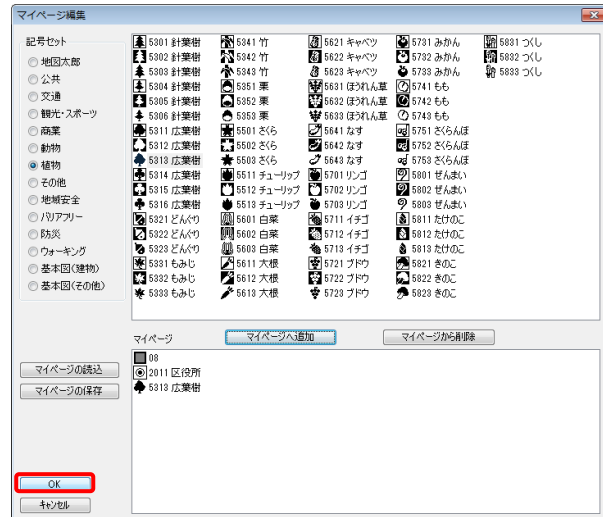 マイページ編集
記号セット
地図太郎
公共
交通
観光・スポーツ
商業
動物
植物
その他
地域安全
バリアフリー
防災
ウォーキング
基本図(建物)
基本図(その他)
5301 針葉樹
5302 針葉樹
5303 針葉樹
5304 針葉樹
5305 針葉樹
5306 針葉樹
5311 広葉樹
5312 広葉樹
5313 広葉樹
5314 広葉樹
5315 広葉樹
5316 広葉樹
5321 どんぐり
5322 どんぐり
5323 どんぐり
5331 もみじ
5332 もみじ
5333 もみじ
5341 竹
5342 竹
5343 竹
5351 栗
5352 栗
5353 栗
5501 さくら
5502 さくら
5503 さくら
5511 チューリップ
5512 チューリップ
5513 チューリップ
5601 白菜
5602 白菜
5603 白菜
5611 大根
5612 大根
5613 大根
5621 キャベツ
5622 キャベツ
5623 キャベツ
5631 ほうれん草
5632 ほうれん草
5633 ほうれん草
5641 なす
5642 なす
5643 なす
5701 リンゴ
5702 リンゴ
5703 リンゴ
5711 イチゴ
5712 イチゴ
5713 イチゴ
5721 ブドウ
5722 ブドウ
5723 ブドウ
5731 みかん
5732 みかん
5733 みかん
5741 もも
5742 もも
5743 もも
5751 さくらんぼ
5752 さくらんぼ
5753 さくらんぼ
5801 ぜんまい
5802 ぜんまい
5803 ぜんまい
5811 たけのこ
5812 たけのこ
5813 たけのこ
5821 きのこ
5822 きのこ
5823 きのこ
5831 つくし
5832 つくし
5833 つくし
マイページ
マイページへ追加
マイページから削除
08
2011 区役所
5313 広葉樹
マイページの読込
マイページの保存
OK
キャンセル